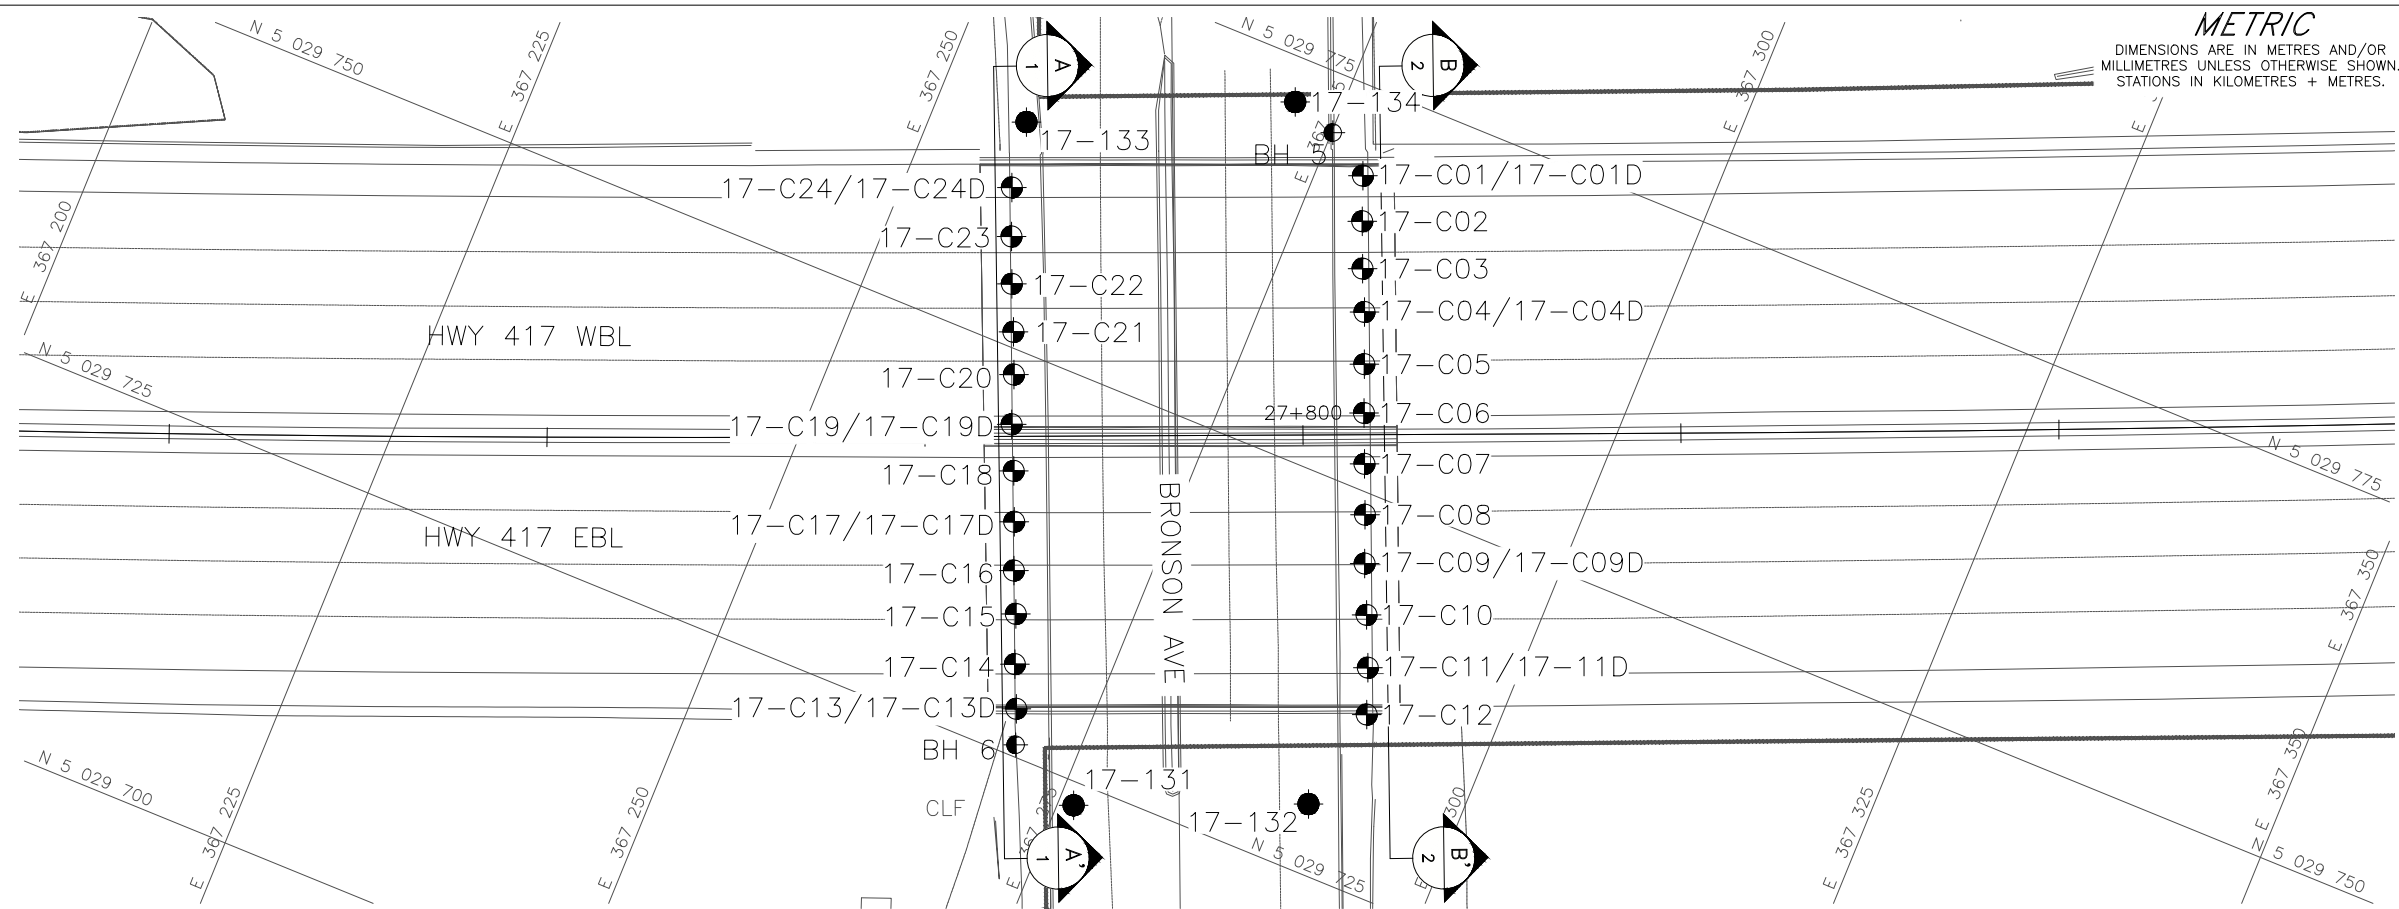 METRIC
DIMENSIONS ARE IN METRES AND/OR
MILLIMETRES UNLESS OTHERWISE SHOWN.
STATIONS IN KILOMETRES + METRES.
N 5 029 750
E 367 225
E 367 250
N 5 029 775
E 367 300
E
A
1
B
2
17-134
17-133
BH 5
E 367
17-C24/17-C24D
17-C01/17-C01D
E 367 200
17-C23
17-C02
17-C22
17-C03
17-C21
17-C04/17-C04D
HWY 417 WBL
N 5 029 725
17-C20
17-C05
17-C19/17-C19D
27+800
17-C06
17-C18
17-C07
N 5 029 775
17-C17/17-C17D
17-C08
HWY 417 EBL
BRONSON AVE
17-C16
17-C09/17-C09D
17-C15
17-C10
E 367 350
17-C14
17-C11/17-11D
17-C13/17-C13D
17-C12
BH 6
N 5 029 700
17-131
CLF
17-132
E 367 225
E 367 250
E 367 275
E 300
E 367 325
E 367 350
N 5 029 725
N 5 029 750
A'
1
B'
2